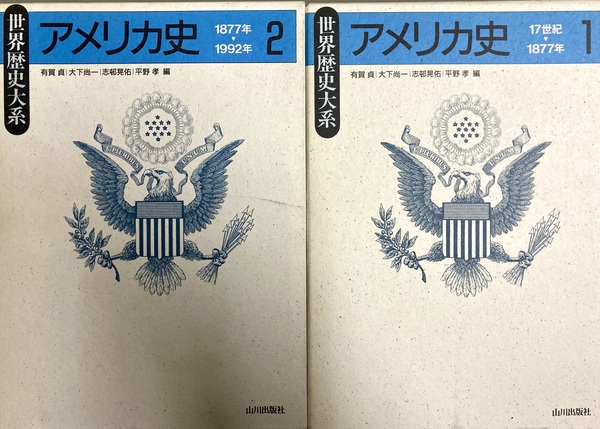 世界歴史大系
アメリカ史
1877年
▼
1992年
2
有賀 貞|大下尚一|志邨晃佑|平野 孝 編
E PLURIBUS UNUM
山川出版社
世界歴史大系
アメリカ史
17世紀
▼
1877年
1
有賀 貞|大下尚一|志邨晃佑|平野 孝 編
E PLURIBUS UNUM
山川出版社